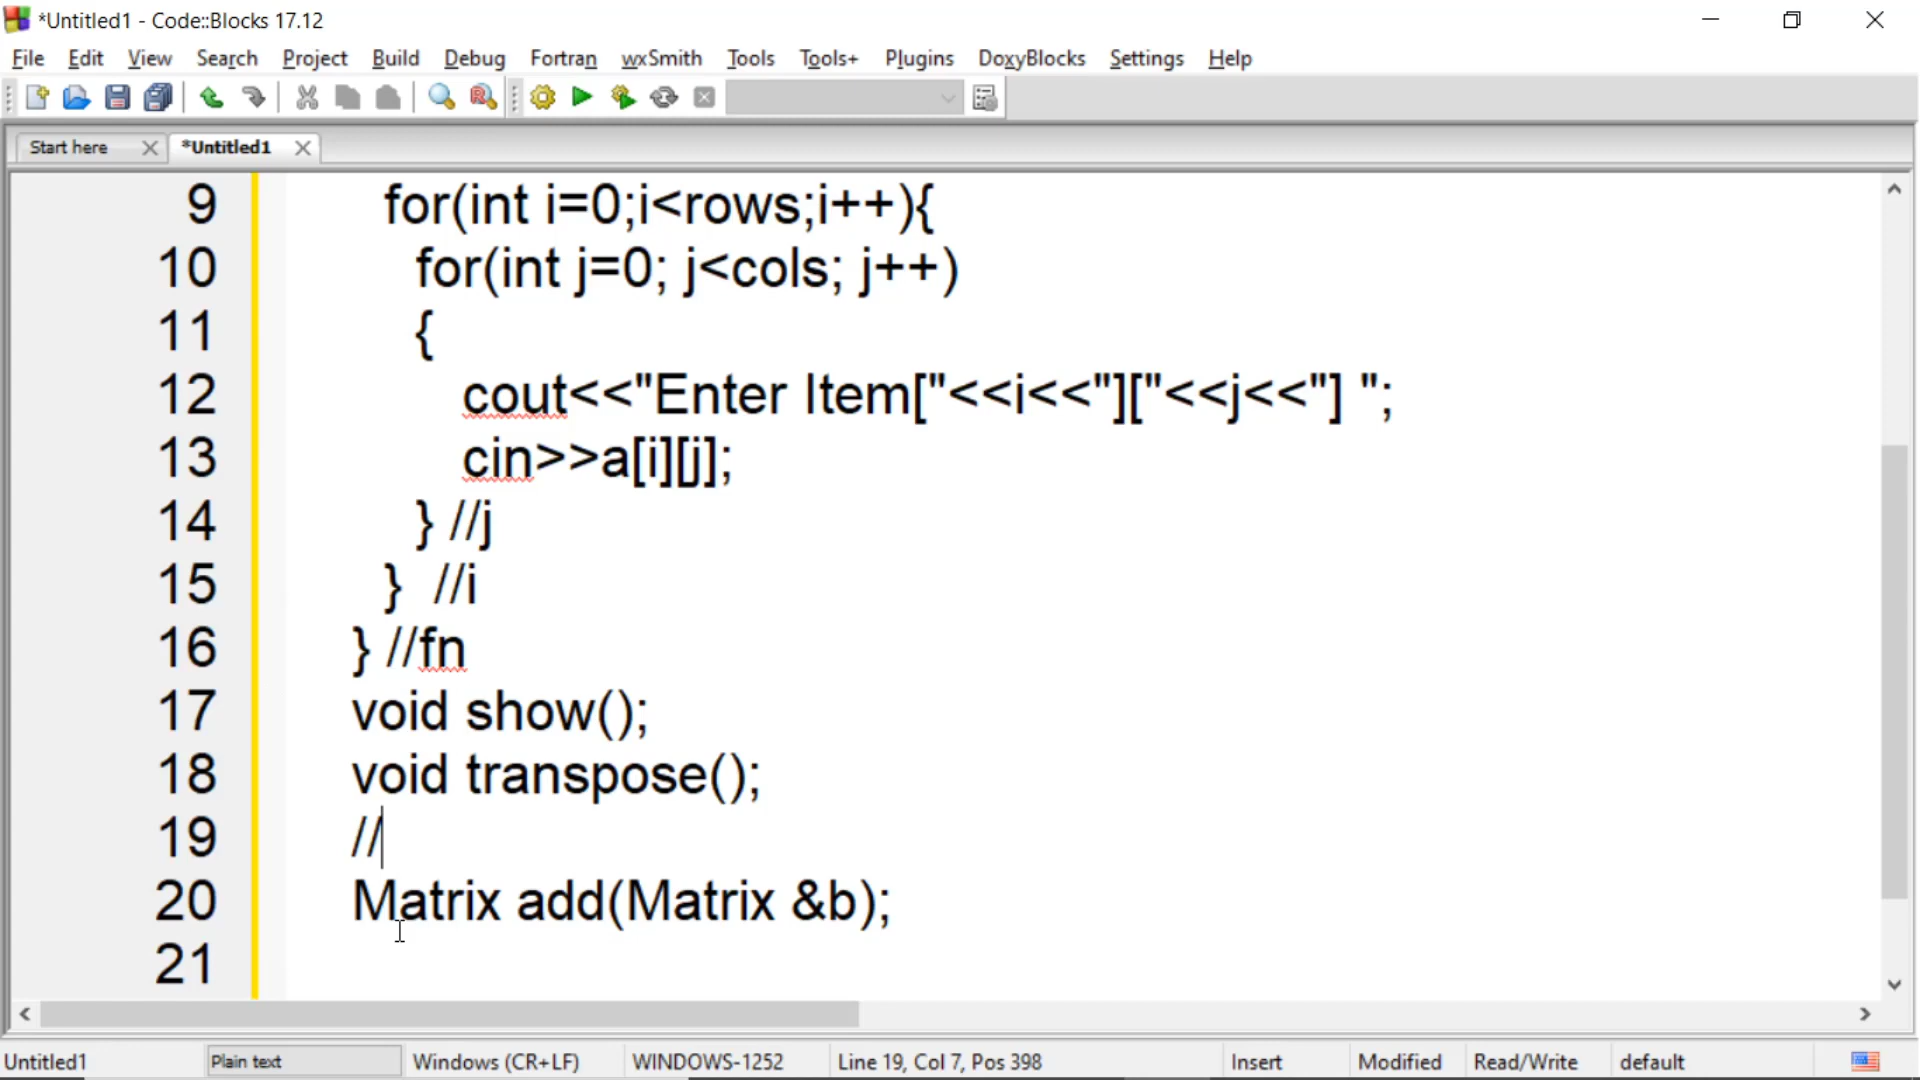 *Untitled1 - Code::Blocks 17.12
File Edit View Search Project Build Debug Fortran wxSmith Tools Tools+ Plugins DoxyBlocks Settings Help
Start here *Untitled1
9 for(int i=0;i<rows;i++){
10 for(int j=0; j<cols; j++)
11 {
12 cout<<"Enter Item["<<i<<"]["<<j<<"] ";
13 cin>>a[i][j];
14 } //j
15 } //i
16 } //fn
17 void show();
18 void transpose();
19 //
20 Matrix add(Matrix &b);
21
Untitled1 Plain text Windows (CR+LF) WINDOWS-1252 Line 19, Col 7, Pos 398 Insert Modified Read/Write default